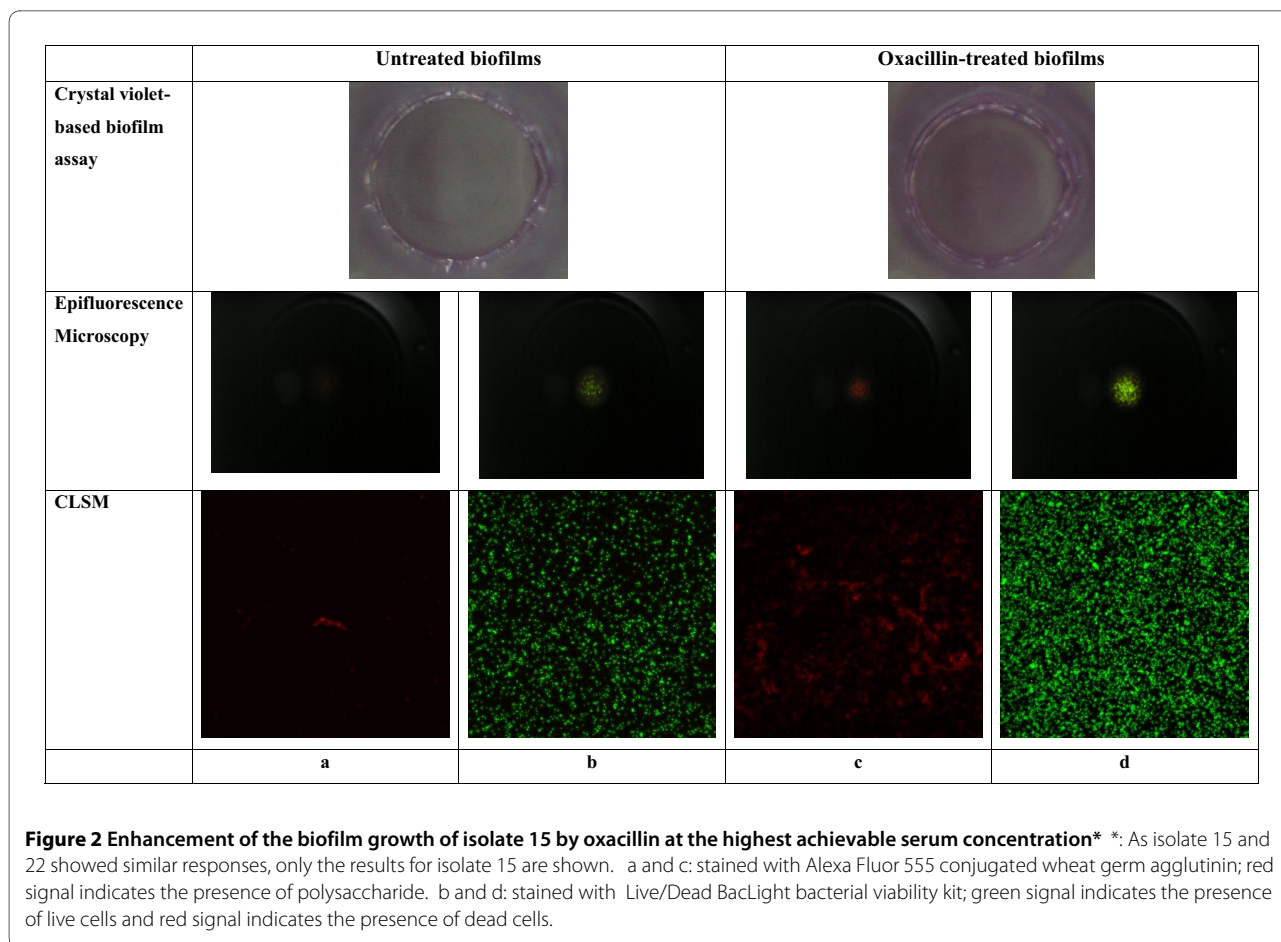 Untreated biofilms
Oxacillin-treated biofilms
Crystal violet-
based biofilm
assay
Epifluorescence
Microscopy
CLSM
a
b
c
d
Figure 2 Enhancement of the biofilm growth of isolate 15 by oxacillin at the highest achievable serum concentration* *: As isolate 15 and
22 showed similar responses, only the results for isolate 15 are shown. a and c: stained with Alexa Fluor 555 conjugated wheat germ agglutinin; red
signal indicates the presence of polysaccharide. b and d: stained with Live/Dead BacLight bacterial viability kit; green signal indicates the presence
of live cells and red signal indicates the presence of dead cells.